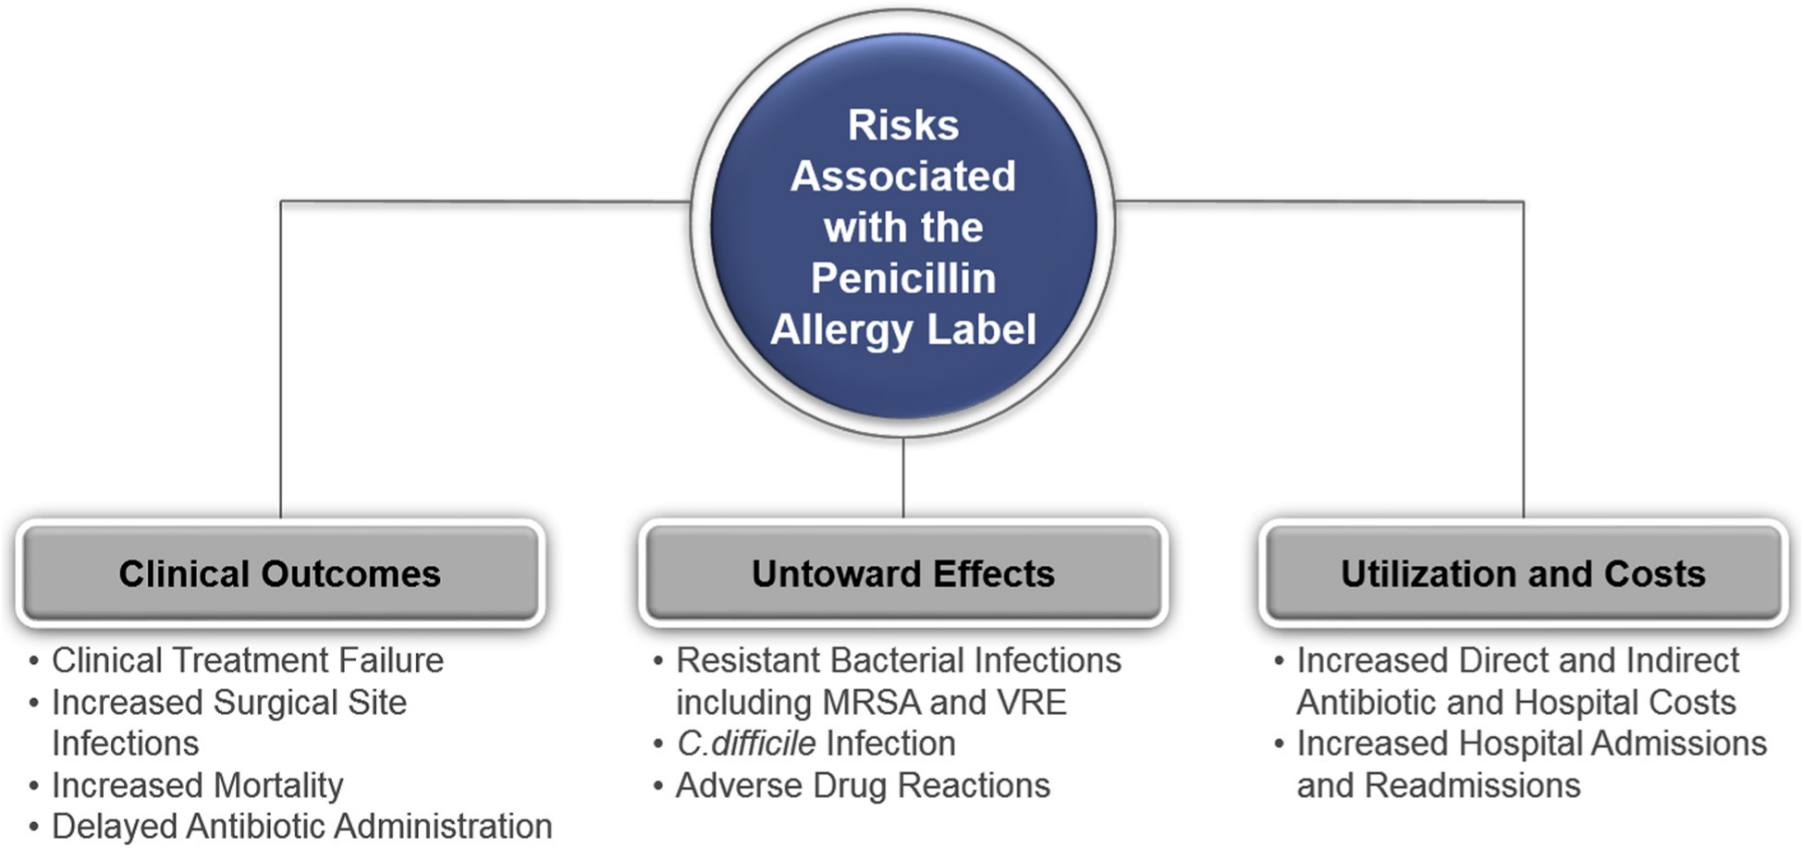 Risks
Associated
with the
Penicillin
Allergy Label
Clinical Outcomes
• Clinical Treatment Failure
• Increased Surgical Site
Infections
• Increased Mortality
• Delayed Antibiotic Administration
Untoward Effects
• Resistant Bacterial Infections
including MRSA and VRE
• C.difficile Infection
• Adverse Drug Reactions
Utilization and Costs
• Increased Direct and Indirect
Antibiotic and Hospital Costs
• Increased Hospital Admissions
and Readmissions